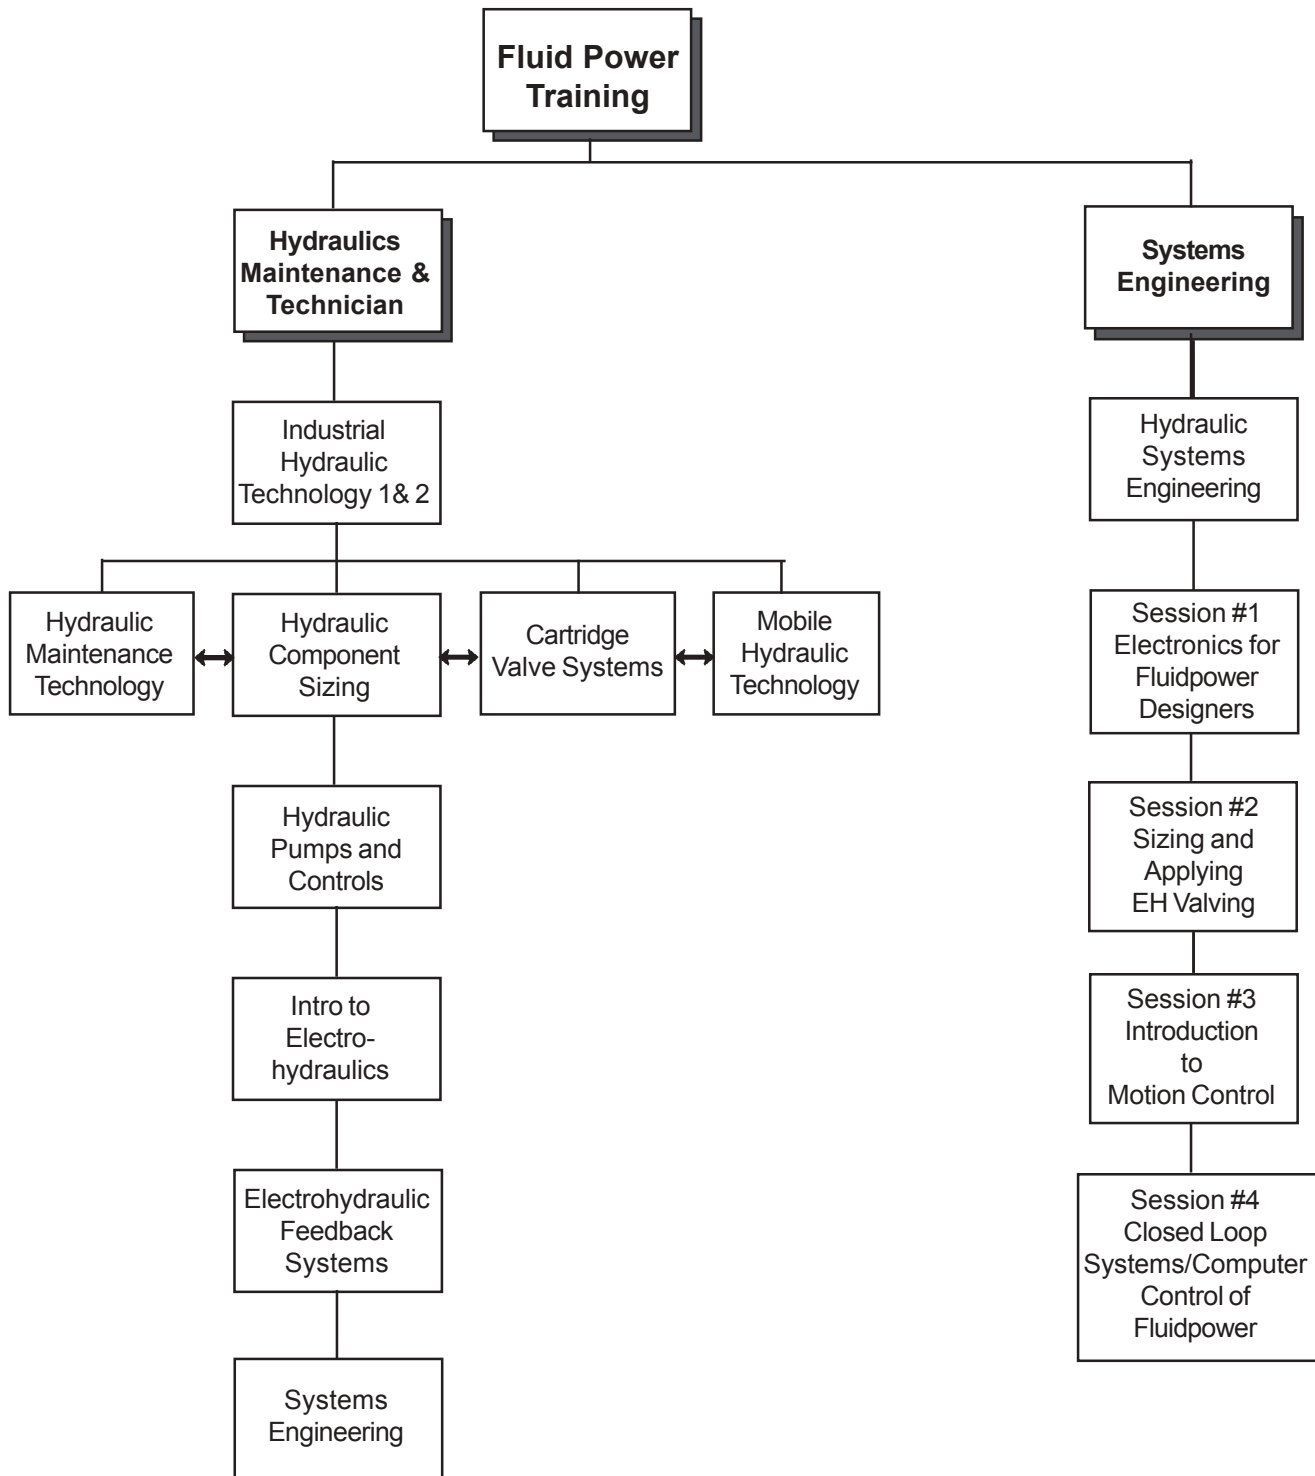 Fluid Power
Training
Hydraulics
Maintenance &
Technician
Systems
Engineering
Industrial
Hydraulic
Technology 1& 2
Hydraulic
Systems
Engineering
Hydraulic
Maintenance
Technology
Hydraulic
Component
Sizing
Cartridge
Valve Systems
Mobile
Hydraulic
Technology
Session #1
Electronics for
Fluidpower
Designers
Hydraulic
Pumps and
Controls
Session #2
Sizing and
Applying
EH Valving
Intro to
Electro-
hydraulics
Session #3
Introduction
to
Motion Control
Electrohydraulic
Feedback
Systems
Session #4
Closed Loop
Systems/Computer
Control of
Fluidpower
Systems
Engineering